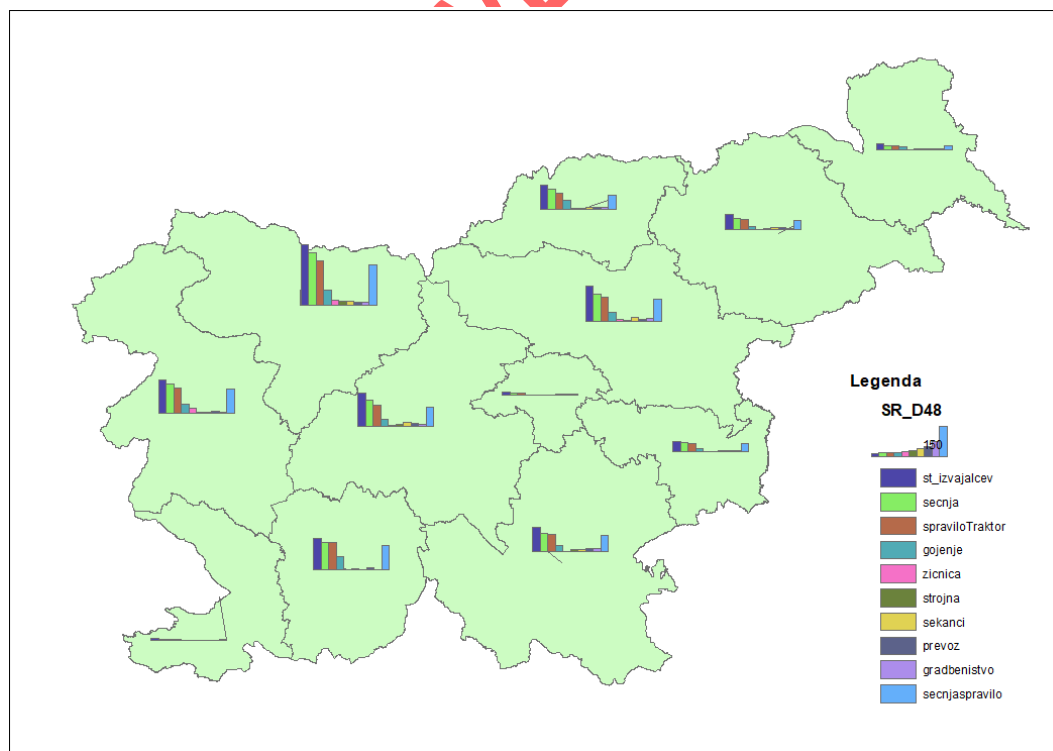 Legenda
SR_D48
150
st_izvajalcev
secnja
spraviloTraktor
gojenje
zicnica
strojna
sekanci
prevoz
gradbenistvo
secnjaspravilo